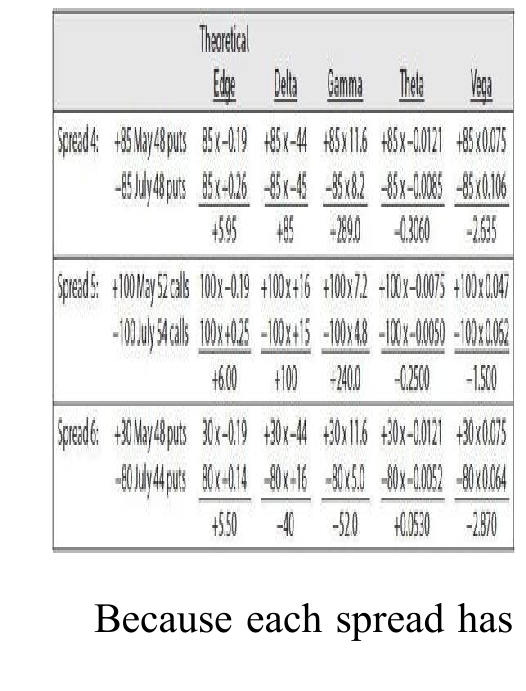 Theoretical
Edge Delta Gamma Theta Vega
Spread 4: +85 May 48 puts 85 x –0.19 +85 x –44 +85 x 11.6 +85 x –0.0121 +85 x 0.075
–85 July 48 puts 85 x +0.26 –85 x –45 –85 x 8.2 –85 x –0.0085 –85 x 0.106
+5.95 +85 +289.0 –0.3060 –2.635
Spread 5: +100 May 52 calls 100 x –0.19 +100 x +16 +100 x 7.2 +100 x –0.0075 +100 x 0.047
–100 July 54 calls 100 x +0.25 –100 x +15 –100 x 4.8 –100 x –0.0050 –100 x 0.062
+6.00 +100 +240.0 –0.2500 –1.500
Spread 6: +30 May 48 puts 30 x –0.19 +30 x –44 +30 x 11.6 +30 x –0.0121 +30 x 0.075
–80 July 44 puts 80 x +0.14 –80 x –16 –80 x 5.0 –80 x –0.0052 –80 x 0.064
+5.50 –40 –52.0 +0.0530 –2.870
Because each spread has